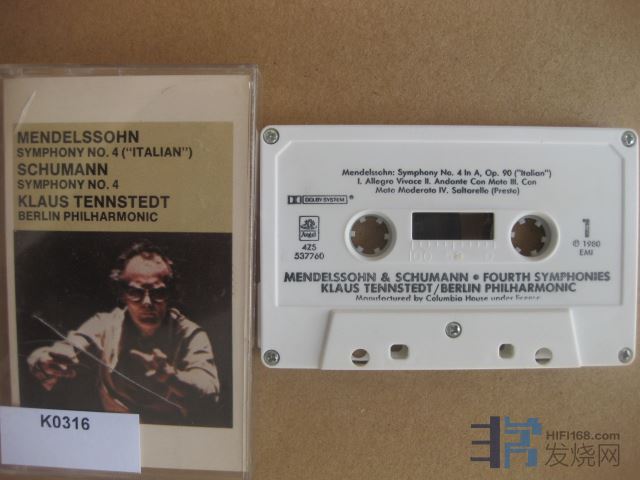 MENDELSSOHN
SYMPHONY NO. 4 ("ITALIAN")
SCHUMANN
SYMPHONY NO. 4
KLAUS TENNSTEDT
BERLIN PHILHARMONIC
K0316
Mendelssohn: Symphony No. 4 In A, Op. 90 ("Italian")
I. Allegro Vivace II. Andante Con Moto III. Con
Moto Moderato IV. Saltarello (Presto)
DOLBY SYSTEM
Angel
4ZS
537760
1
℗ 1980
EMI
MENDELSSOHN & SCHUMANN • FOURTH SYMPHONIES
KLAUS TENNSTEDT/BERLIN PHILHARMONIC
Manufactured by Columbia House under license
HIFI168.com
发烧网